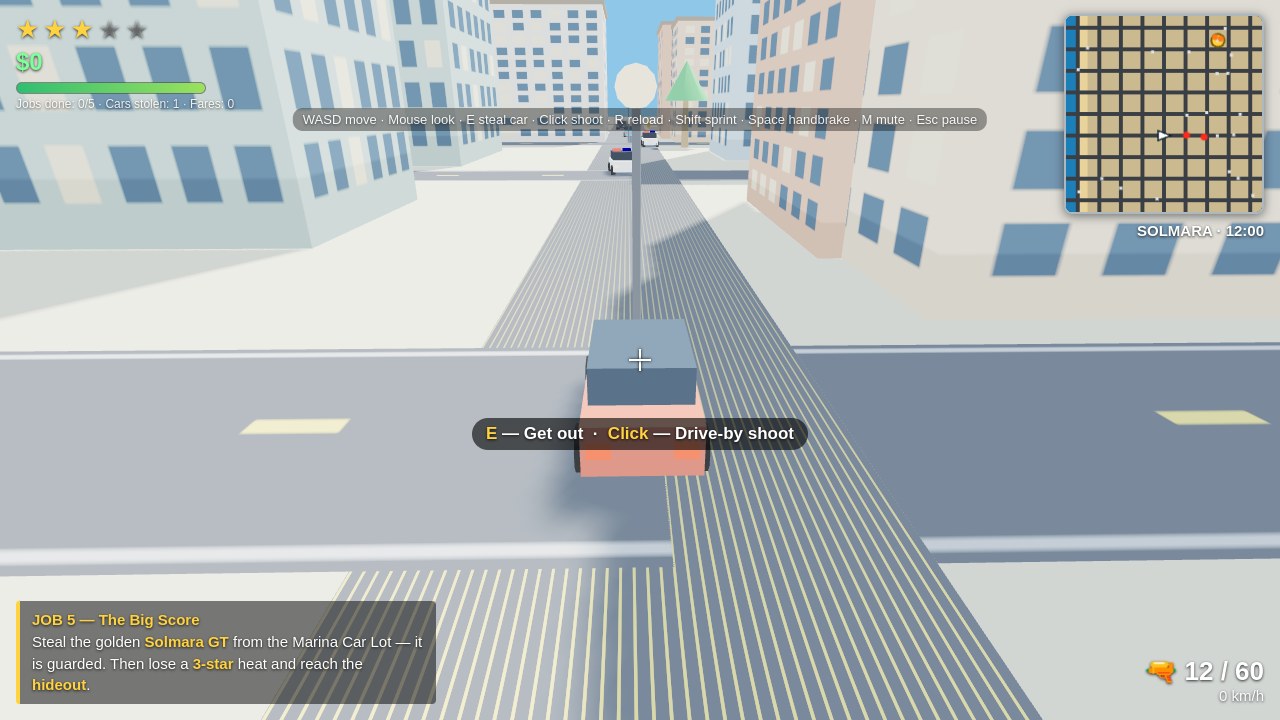 $0
Jobs done: 0/5 · Cars stolen: 1 · Fares: 0
WASD move · Mouse look · E steal car · Click shoot · R reload · Shift sprint · Space handbrake · M mute · Esc pause
SOLMARA · 12:00
E — Get out · Click — Drive-by shoot
JOB 5 — The Big Score
Steal the golden Solmara GT from the Marina Car Lot — it
is guarded. Then lose a 3-star heat and reach the
hideout.
12 / 60
0 km/h